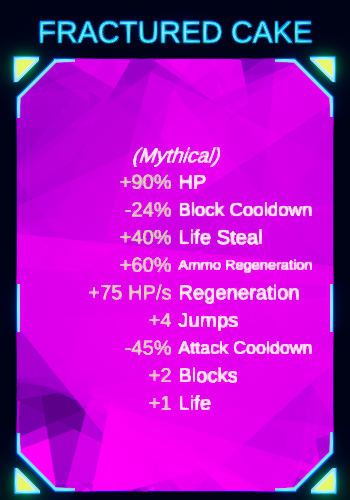 FRACTURED CAKE
(Mythical)
+90% HP
-24% Block Cooldown
+40% Life Steal
+60% Ammo Regeneration
+75 HP/s Regeneration
+4 Jumps
-45% Attack Cooldown
+2 Blocks
+1 Life